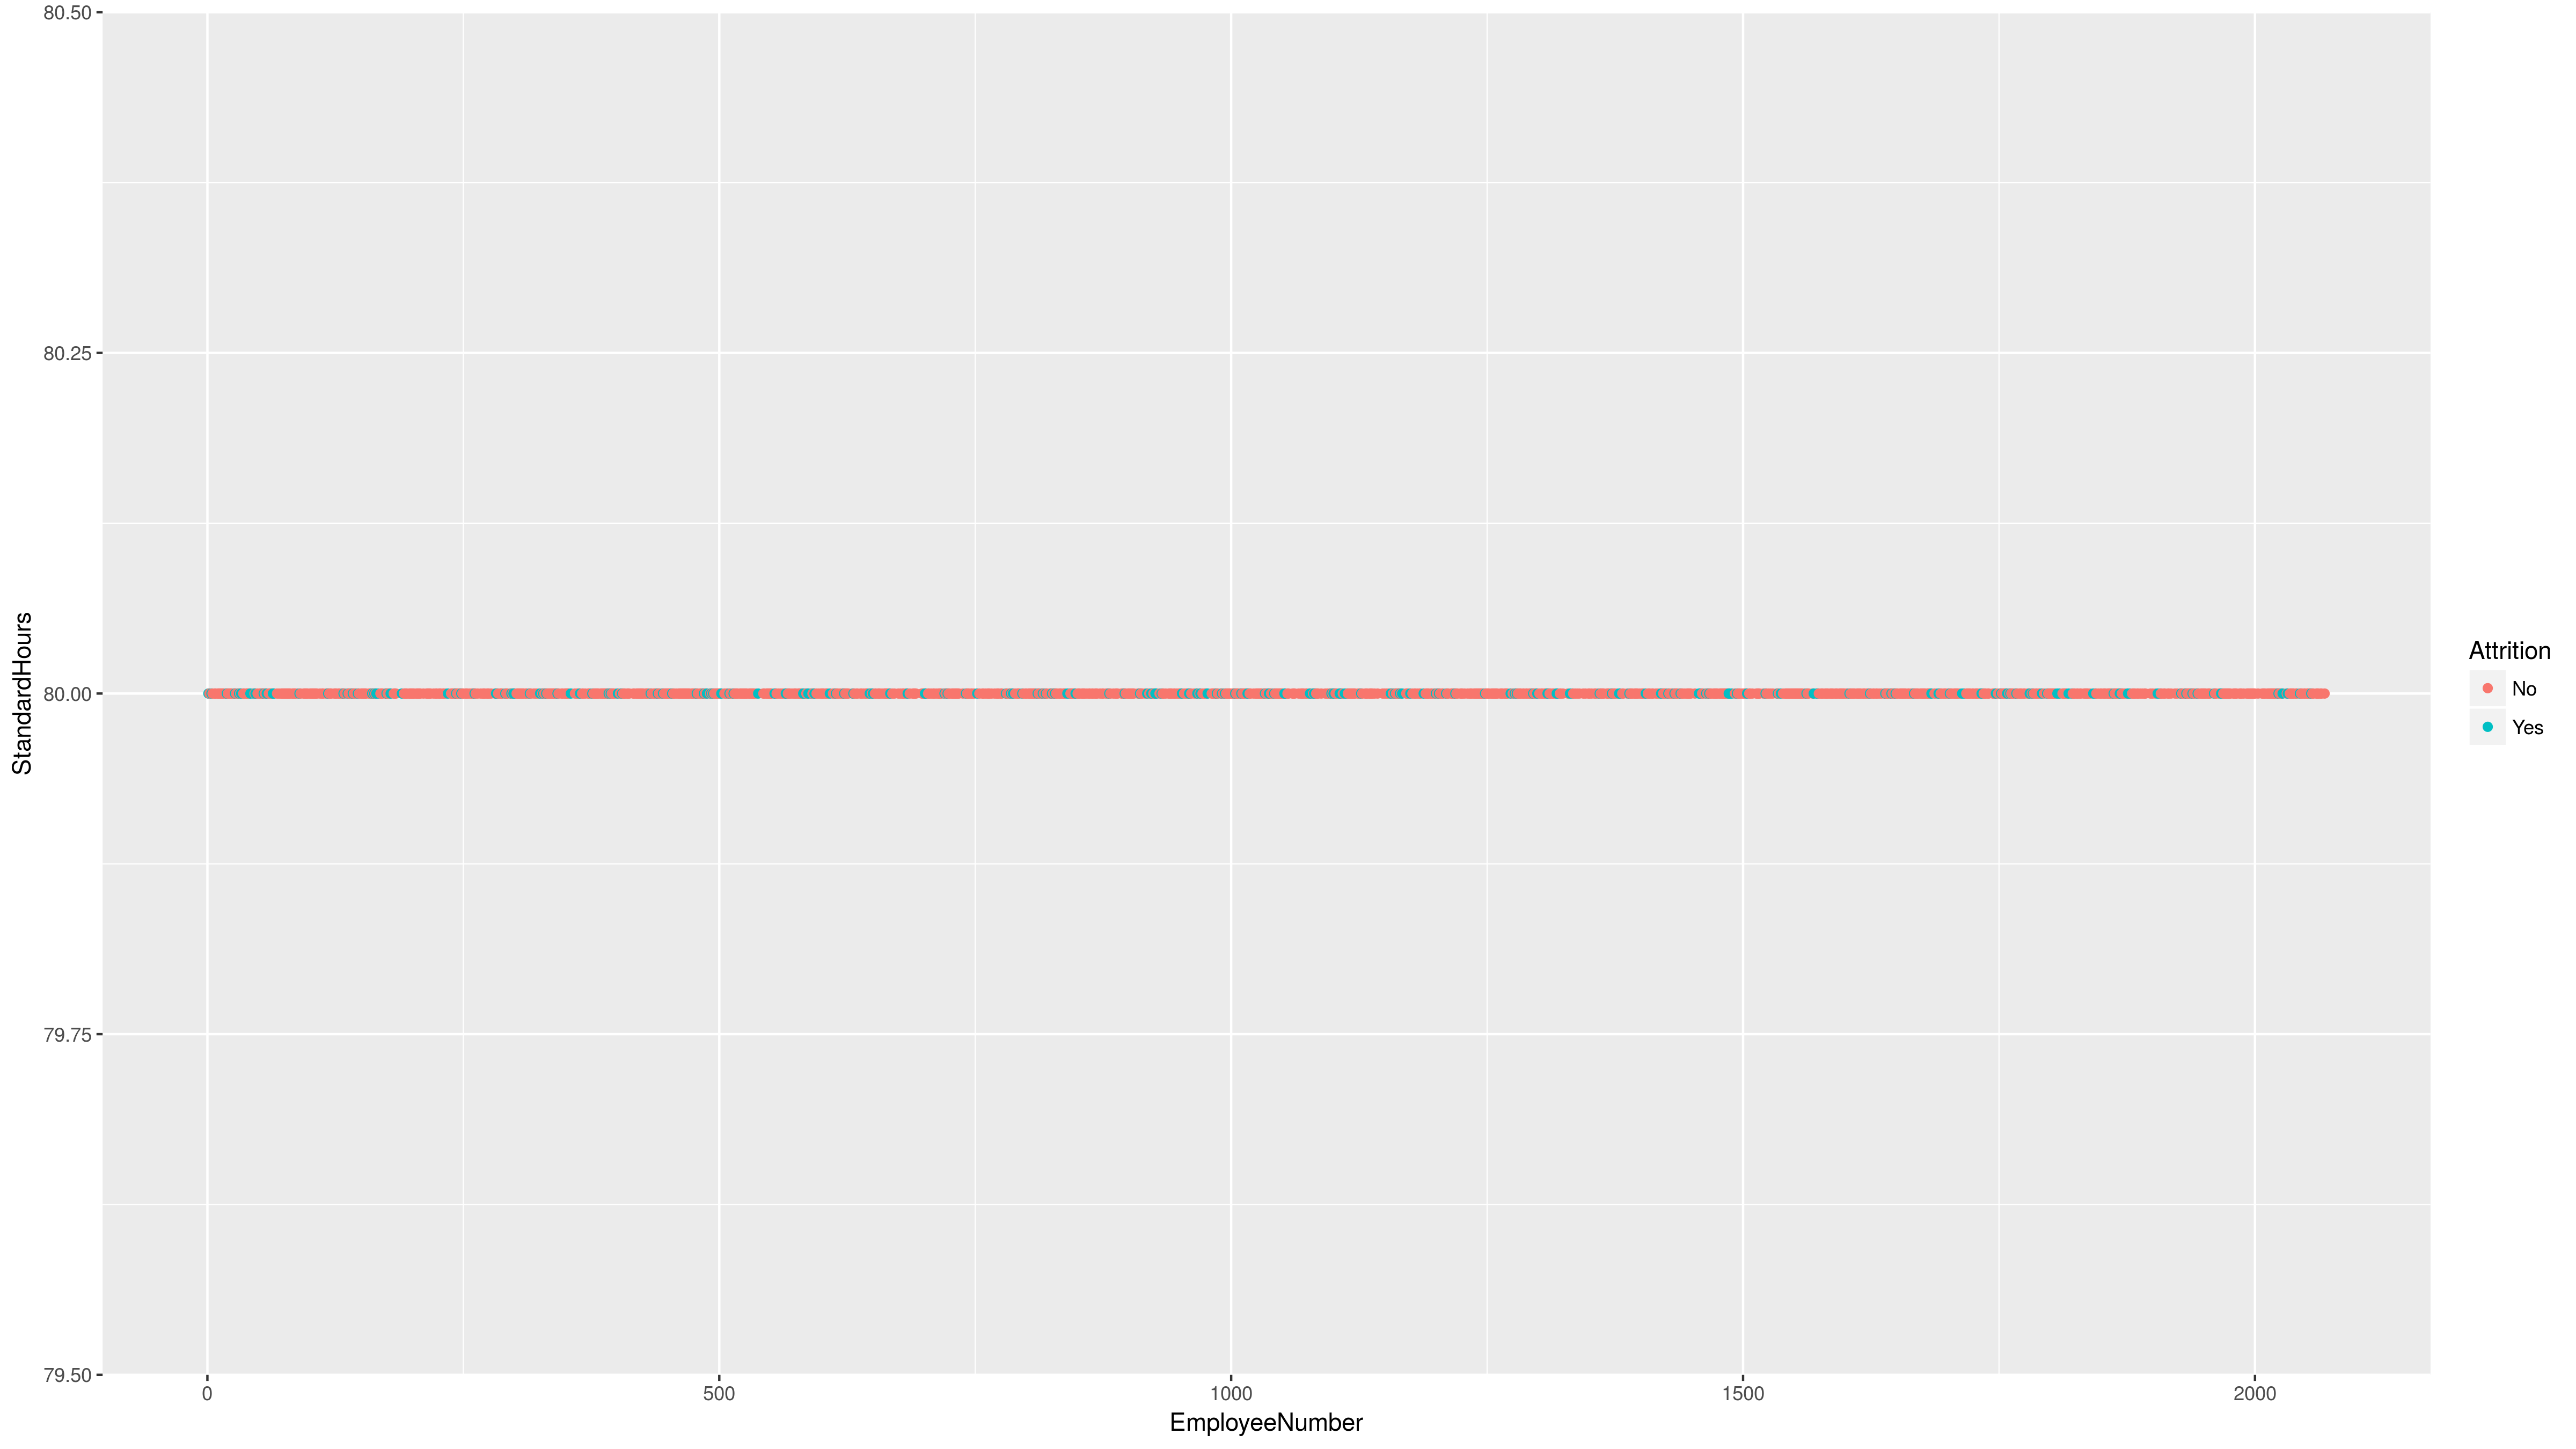 80.50
80.25
80.00
79.75
79.50
StandardHours
0 500 1000 1500 2000
EmployeeNumber
Attrition
No
Yes